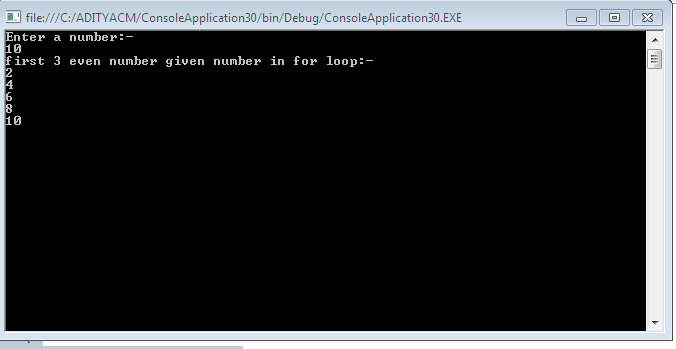 file:///C:/ADITYACM/ConsoleApplication30/bin/Debug/ConsoleApplication30.EXE
Enter a number:-
10
first 3 even number given number in for loop:-
2
4
6
8
10